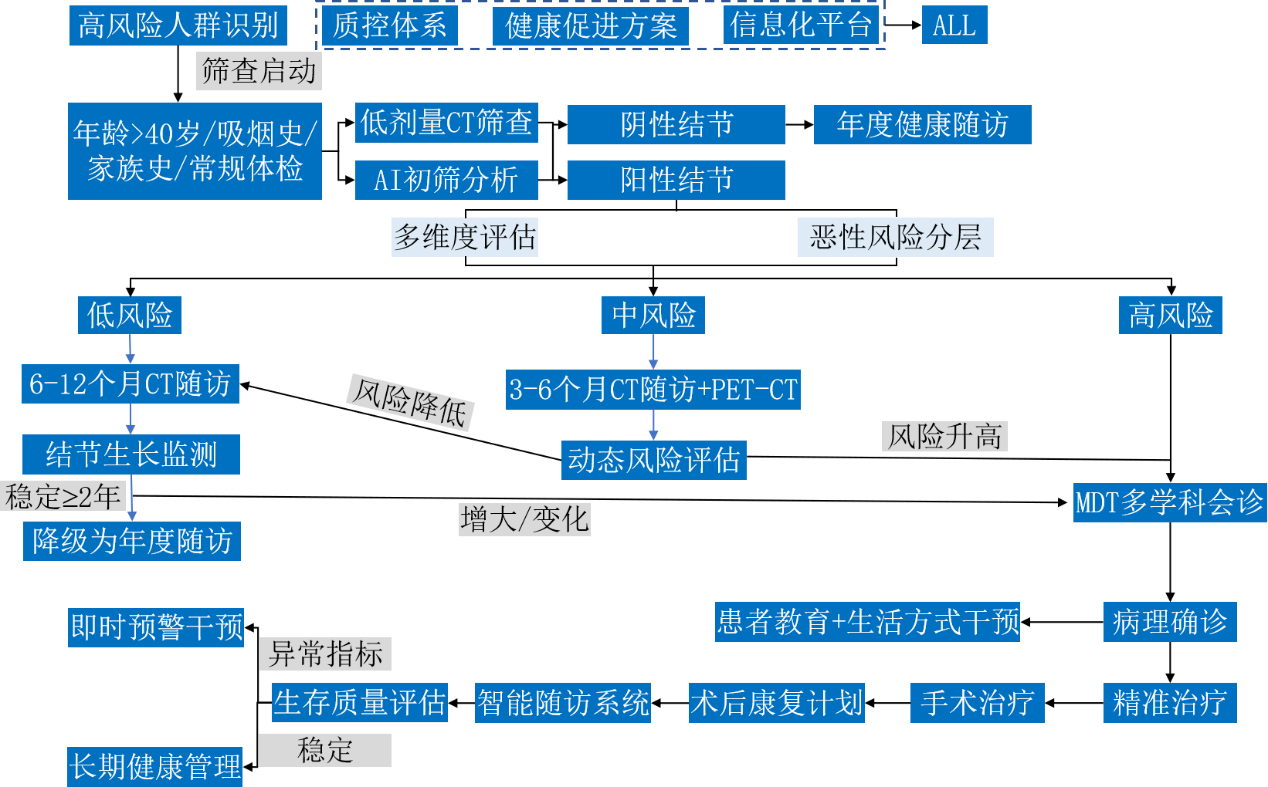 高风险人群识别
质控体系
健康促进方案
信息化平台
ALL
筛查启动
年龄>40岁/吸烟史/
家族史/常规体检
低剂量CT筛查
阴性结节
年度健康随访
AI初筛分析
阳性结节
多维度评估
恶性风险分层
低风险
中风险
高风险
6-12个月CT随访
风险降低
3-6个月CT随访+PET-CT
结节生长监测
动态风险评估
风险升高
稳定≥2年
增大/变化
MDT多学科会诊
降级为年度随访
即时预警干预
患者教育+生活方式干预
病理确诊
异常指标
生存质量评估
智能随访系统
术后康复计划
手术治疗
精准治疗
稳定
长期健康管理